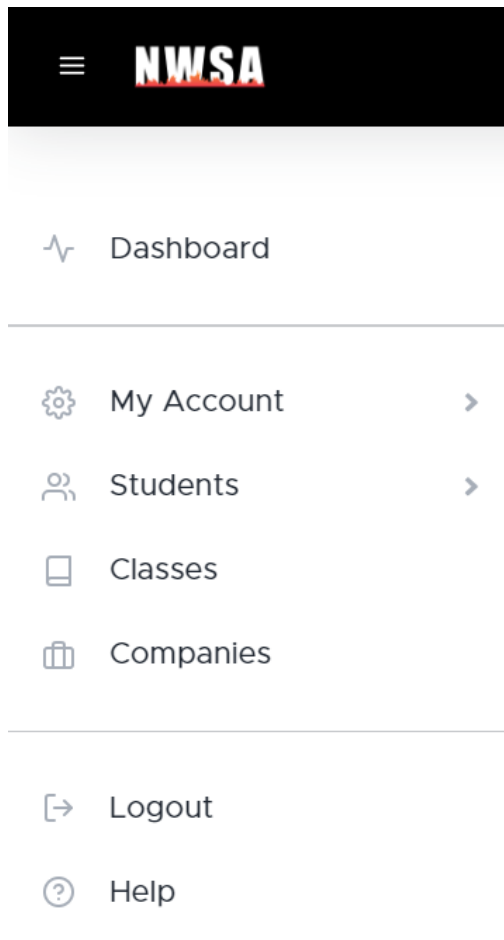 NWSA
Dashboard
My Account
Students
Classes
Companies
Logout
Help